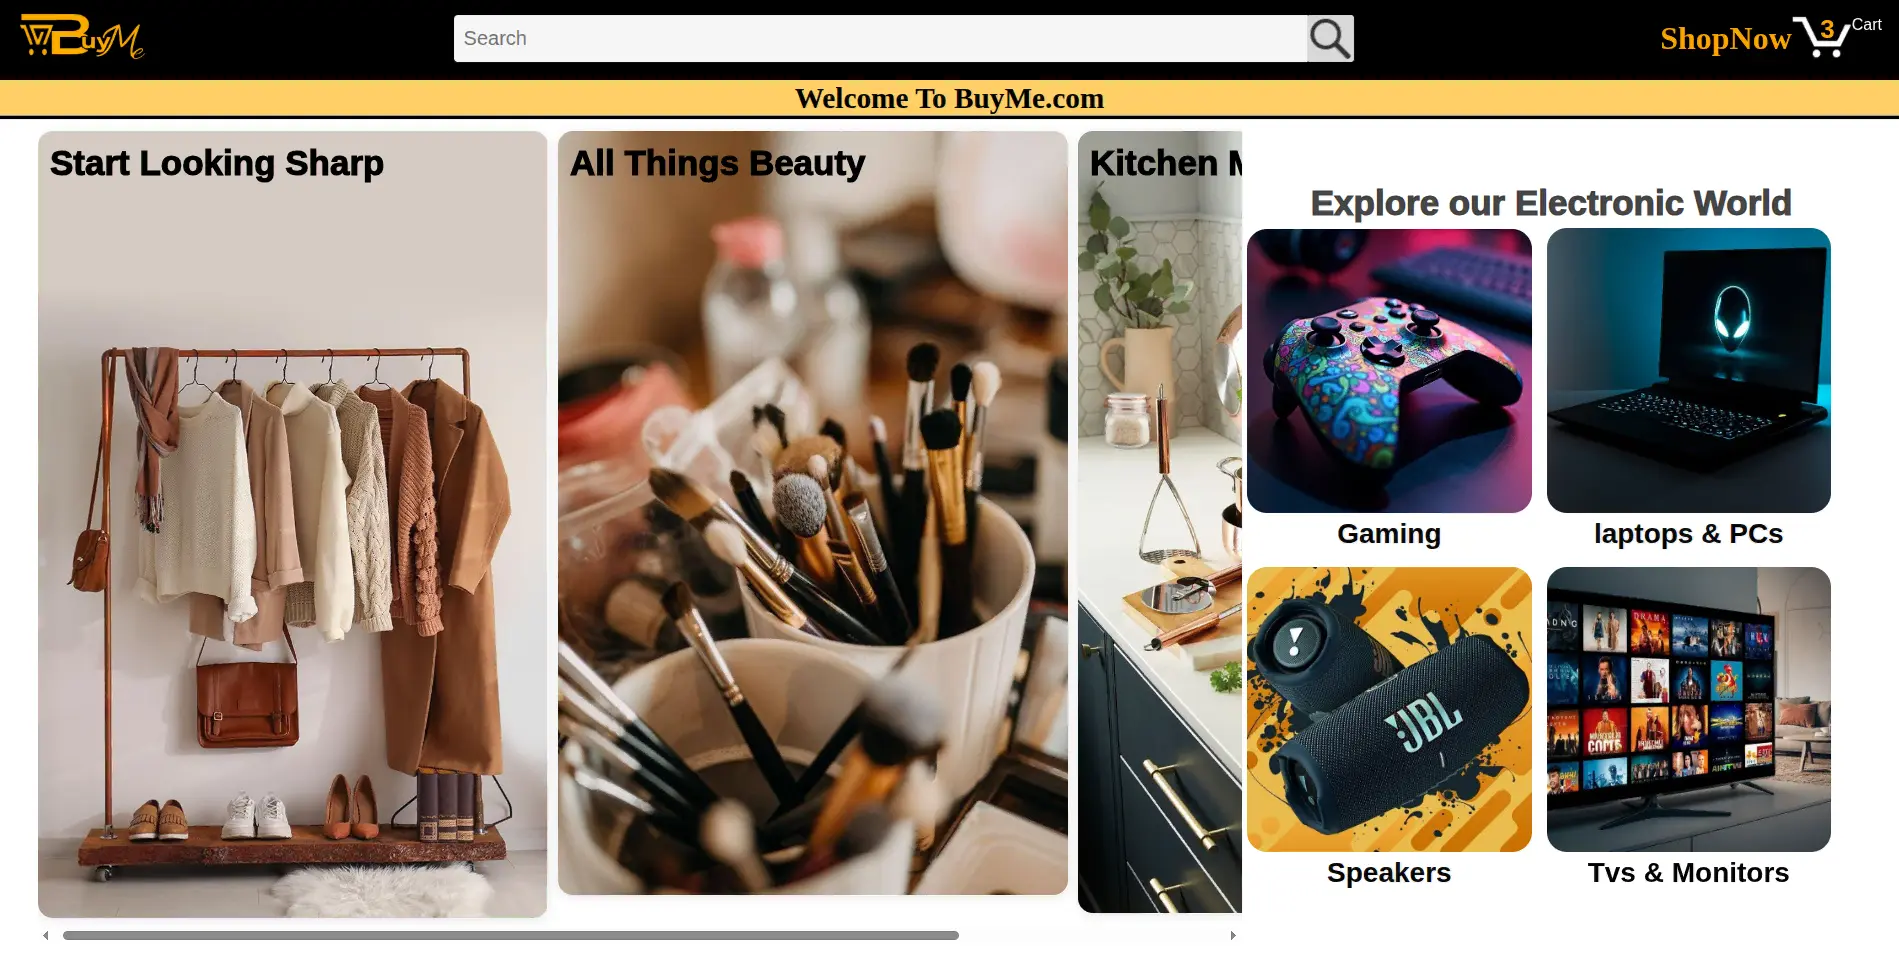 BuyMe
Search
ShopNow
3
Cart
Welcome To BuyMe.com
Start Looking Sharp
All Things Beauty
Kitchen M
Explore our Electronic World
Gaming
laptops & PCs
JBL
DRAMA
Speakers
Tvs & Monitors